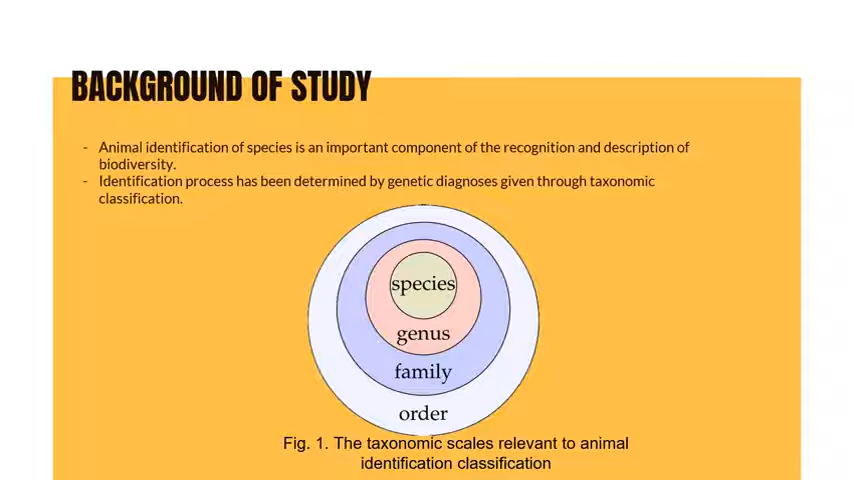 BACKGROUND OF STUDY
- Animal identification of species is an important component of the recognition and description of
biodiversity.
- Identification process has been determined by genetic diagnoses given through taxonomic
classification.
species
genus
family
order
Fig. 1. The taxonomic scales relevant to animal
identification classification